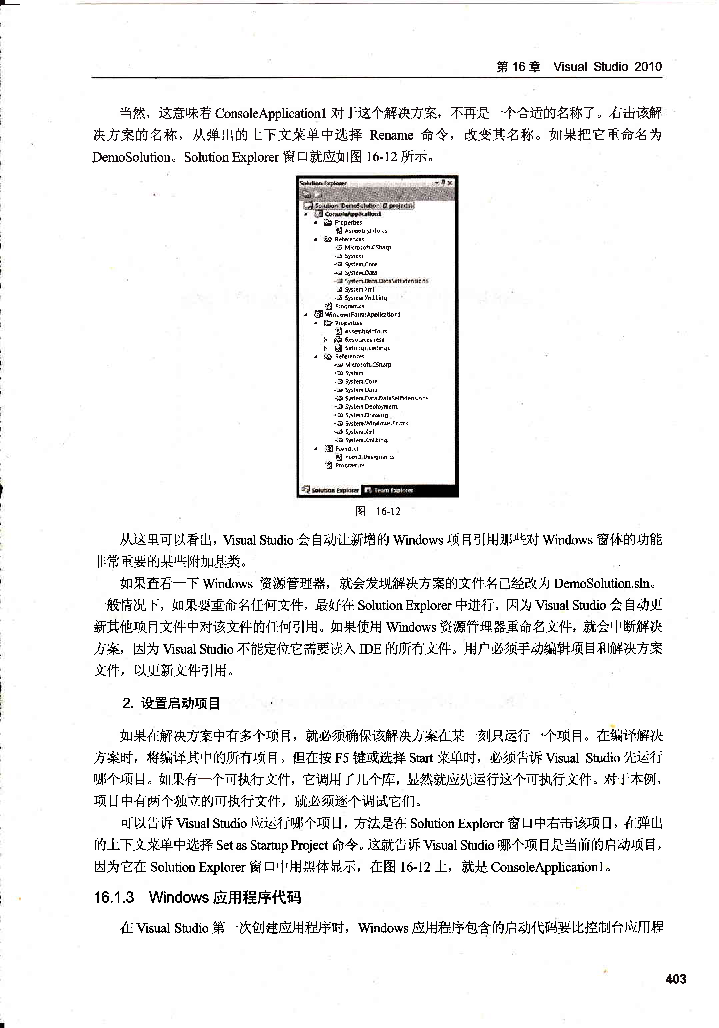 第16章 Visual Studio 2010
当然，这意味着 ConsoleApplication1 对于这个解决方案，不再是一个合适的名称了。右击该解
决方案的名称，从弹出的上下文菜单中选择 Rename 命令，改变其名称。如果把它重命名为
DemoSolution。Solution Explorer 窗口就应如图 16-12 所示。
Solution Explorer
Solution 'DemoSolution' (2 projects)
ConsoleApplication1
Properties
AssemblyInfo.cs
References
Microsoft.CSharp
System
System.Core
System.Data
System.Data.DataSetExtensions
System.Xml
System.Xml.Linq
Program.cs
WindowsFormsApplication1
Properties
AssemblyInfo.cs
Resources.resx
Settings.settings
References
Microsoft.CSharp
System
System.Core
System.Data
System.Data.DataSetExtensions
System.Deployment
System.Drawing
System.Windows.Forms
System.Xml
System.Xml.Linq
Form1.cs
Form1.Designer.cs
Program.cs
Solution Explorer Team Explorer
图 16-12
从这里可以看出，Visual Studio 会自动让新增的 Windows 项目引用那些对 Windows 窗体的功能
非常重要的某些附加基类。
如果查看一下 Windows 资源管理器，就会发现解决方案的文件名已经改为 DemoSolution.sln。
一般情况下，如果要重命名任何文件，最好在 Solution Explorer 中进行，因为 Visual Studio 会自动更
新其他项目文件中对该文件的任何引用。如果使用 Windows 资源管理器重命名文件，就会中断解决
方案，因为 Visual Studio 不能定位它需要读入 IDE 的所有文件。用户必须手动编辑项目和解决方案
文件，以更新文件引用。
2. 设置启动项目
如果在解决方案中有多个项目，就必须确保该解决方案在某一刻只运行一个项目。在编译解决
方案时，将编译其中的所有项目，但在按 F5 键或选择 Start 菜单时，必须告诉 Visual Studio 先运行
哪个项目。如果有一个可执行文件，它调用了几个库，显然就应先运行这个可执行文件。对于本例，
项目中有两个独立的可执行文件，就必须逐个调试它们。
可以告诉 Visual Studio 应运行哪个项目，方法是在 Solution Explorer 窗口中右击该项目，在弹出
的上下文菜单中选择 Set as Startup Project 命令。这就告诉 Visual Studio 哪个项目是当前的启动项目，
因为它在 Solution Explorer 窗口中用黑体显示，在图 16-12 上，就是 ConsoleApplication1。
16.1.3 Windows 应用程序代码
在 Visual Studio 第一次创建应用程序时，Windows 应用程序包含的启动代码要比控制台应用程
403